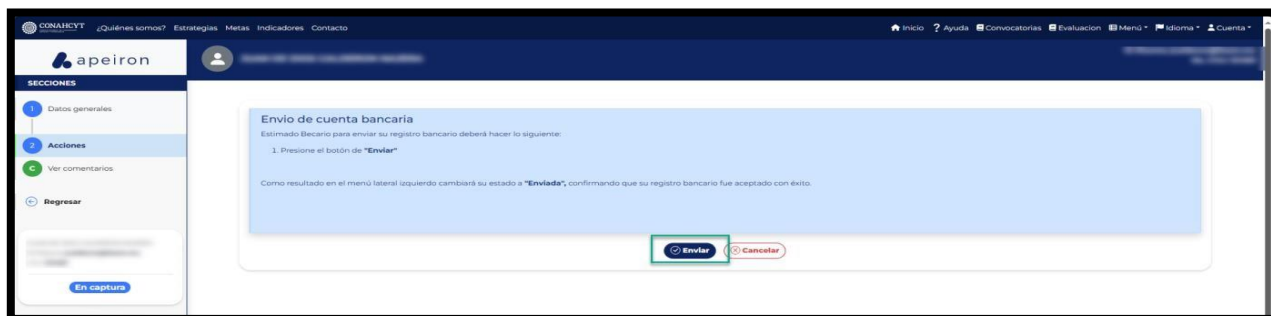 CONAHCYT ¿Quiénes somos? Estrategias Metas Indicadores Contacto Inicio ? Ayuda Convocatorias Evaluacion Menú Idioma Cuenta
apeiron
SECCIONES
1 Datos generales
2 Acciones
C Ver comentarios
Regresar
En captura
Envio de cuenta bancaria
Estimado Becario para enviar su registro bancario deberá hacer lo siguiente:
1. Presione el botón de "Enviar"
Como resultado en el menú lateral izquierdo cambiará su estado a "Enviada", confirmando que su registro bancario fue aceptado con éxito.
Enviar Cancelar